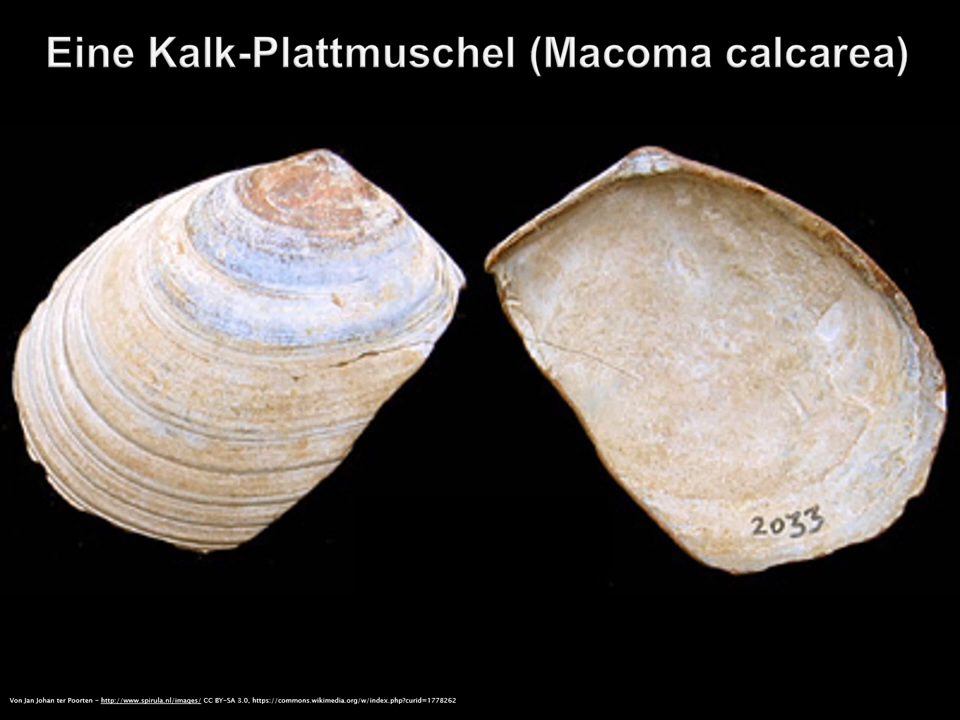 Eine Kalk-Plattmuschel (Macoma calcarea)
2033
Von Jan Johan ter Poorten - http://www.spirula.nl/images/ CC BY-SA 3.0, https://commons.wikimedia.org/w/index.php?curid=1778262